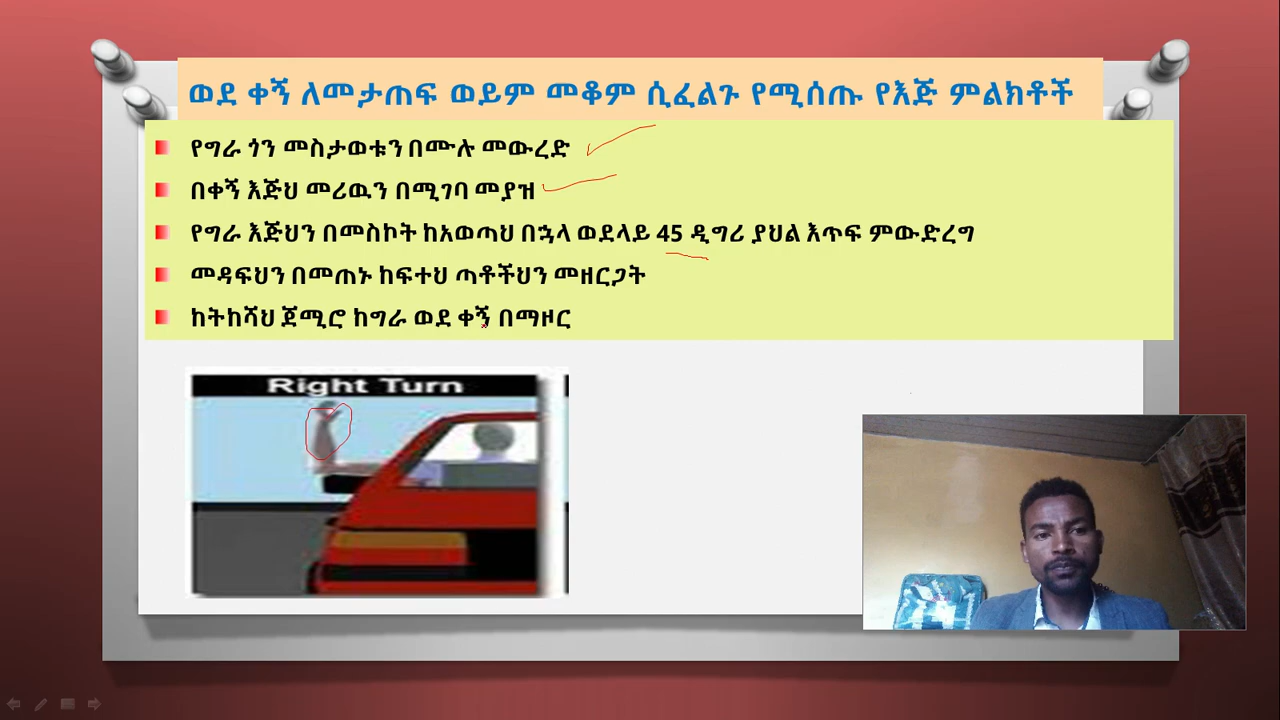 ወደ ቀኝ ለመታጠፍ ወይም መቆም ሲፈልጉ የሚሰጡ የእጅ ምልክቶች
የግራ ጎን መስታወቱን በሙሉ መውረድ
በቀኝ እጅህ መሪዉን በሚገባ መያዝ
የግራ እጅህን በመስኮት ከአወጣህ በኋላ ወደላይ 45 ዲግሪ ያህል እጥፍ ምውድረግ
መዳፍህን በመጠኑ ከፍተህ ጣቶችህን መዘርጋት
ከትከሻህ ጀሚሮ ከግራ ወደ ቀኝ በማዞር
Right Turn